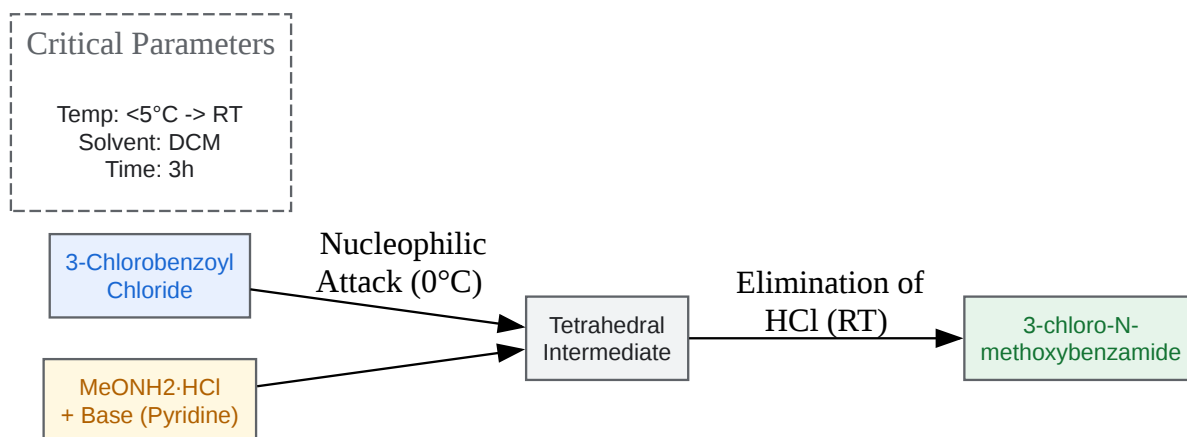 Critical Parameters
Temp: <5°C -> RT
Solvent: DCM
Time: 3h
3-Chlorobenzoyl
Chloride
Nucleophilic
Attack (0°C)
MeONH2·HCl
+ Base (Pyridine)
Tetrahedral
Intermediate
Elimination of
HCl (RT)
3-chloro-N-
methoxybenzamide